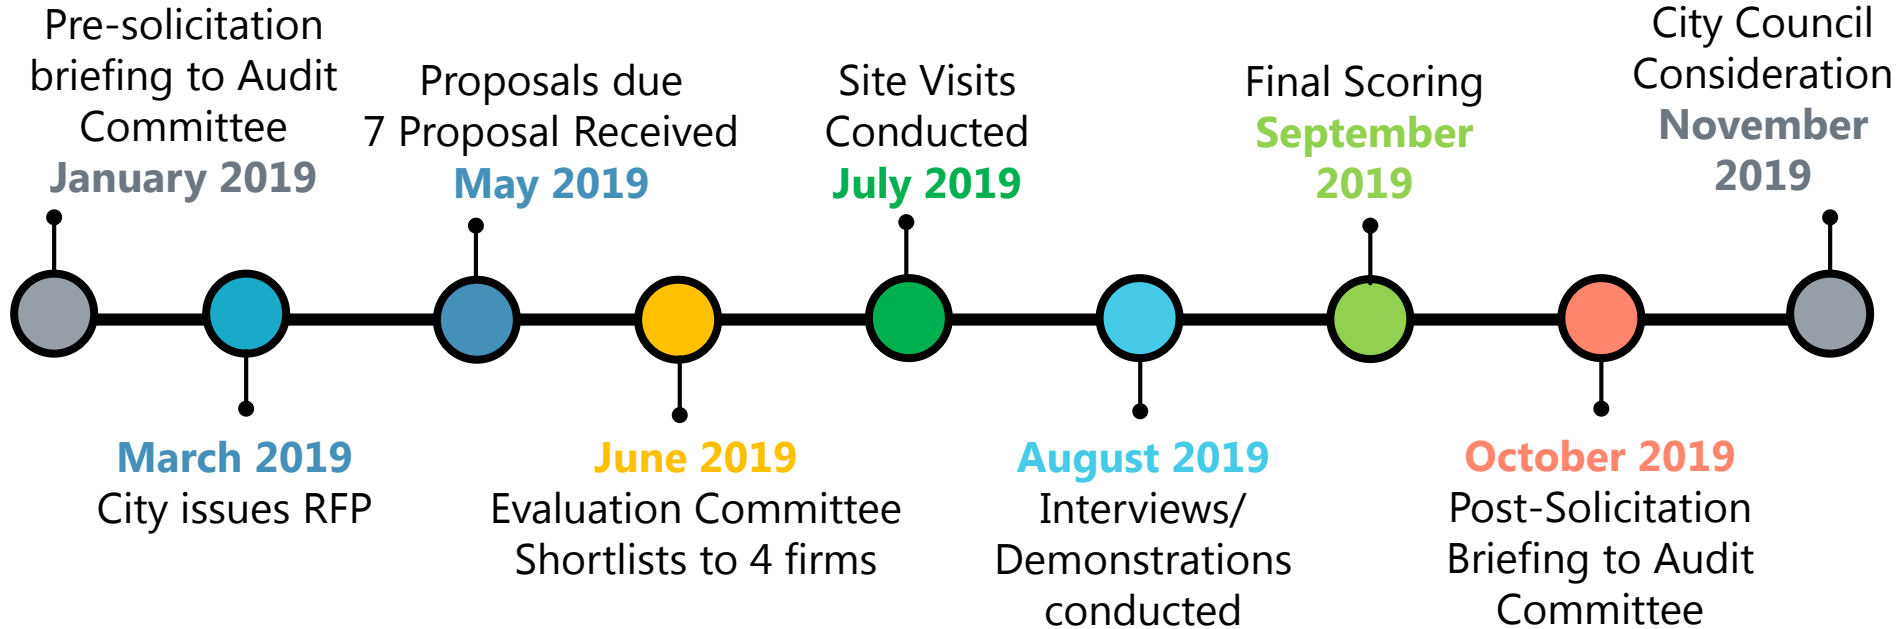 Pre-solicitation
briefing to Audit
Committee
January 2019
March 2019
City issues RFP
Proposals due
7 Proposal Received
May 2019
June 2019
Evaluation Committee
Shortlists to 4 firms
Site Visits
Conducted
July 2019
August 2019
Interviews/
Demonstrations
conducted
Final Scoring
September
2019
October 2019
Post-Solicitation
Briefing to Audit
Committee
City Council
Consideration
November
2019